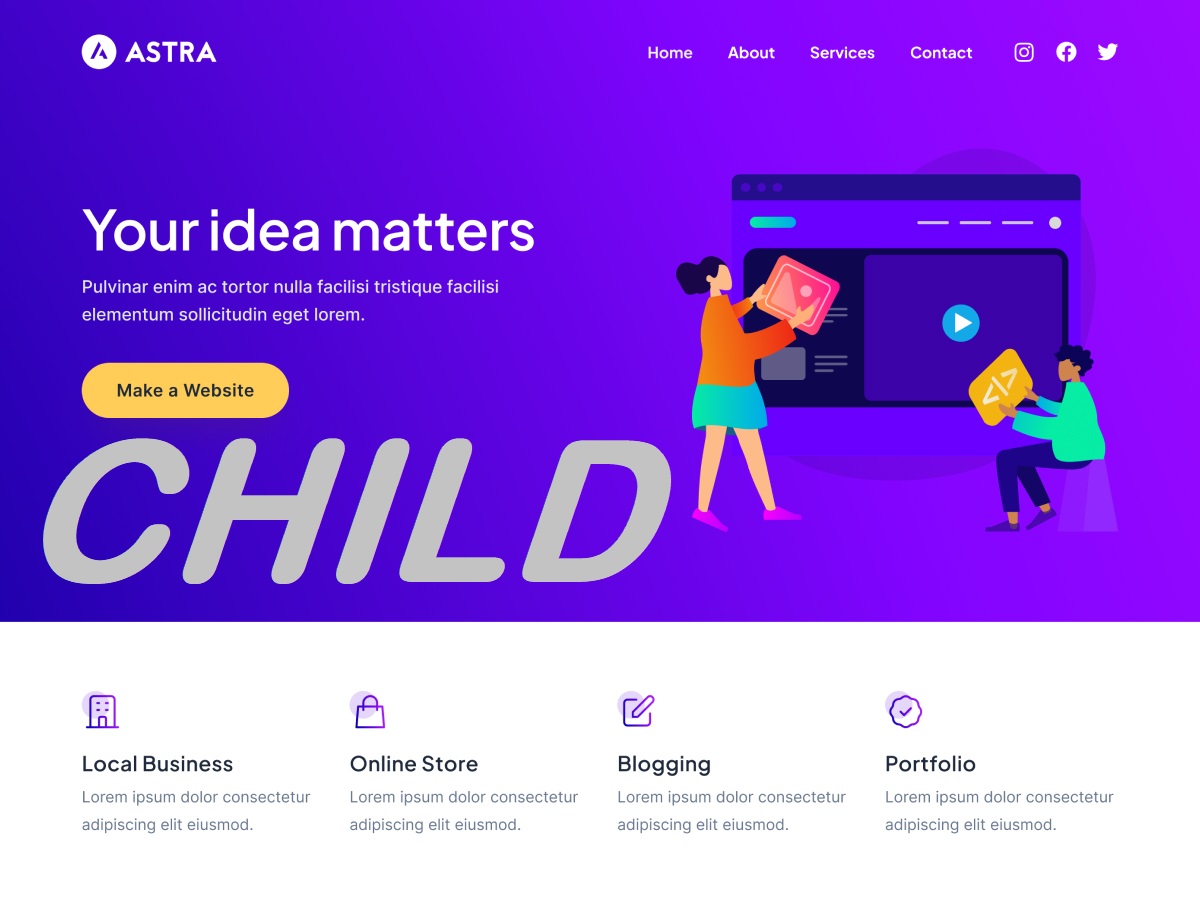 ASTRA
Home About Services Contact
Your idea matters
Pulvinar enim ac tortor nulla facilisi tristique facilisi
elementum sollicitudin eget lorem.
Make a Website
</>
CHILD
Local Business
Lorem ipsum dolor consectetur
adipiscing elit eiusmod.
Online Store
Lorem ipsum dolor consectetur
adipiscing elit eiusmod.
Blogging
Lorem ipsum dolor consectetur
adipiscing elit eiusmod.
Portfolio
Lorem ipsum dolor consectetur
adipiscing elit eiusmod.